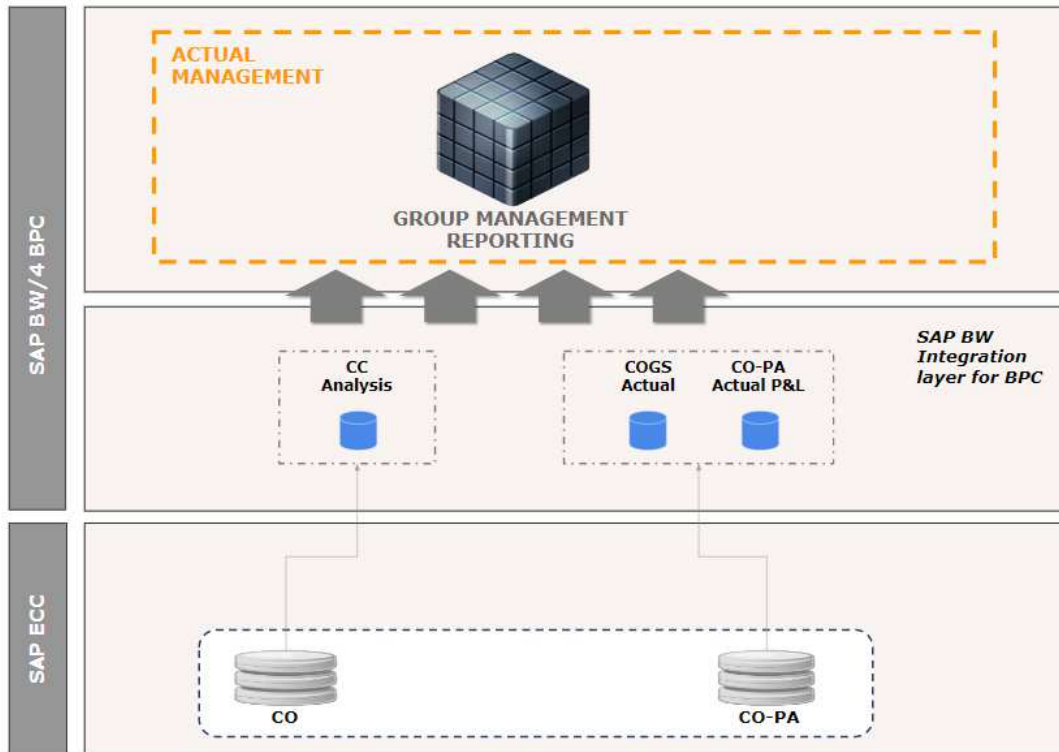 SAP BW/4 BPC
ACTUAL
MANAGEMENT
GROUP MANAGEMENT
REPORTING
SAP BW
Integration
layer for BPC
CC
Analysis
COGS
Actual
CO-PA
Actual P&L
SAP ECC
CO
CO-PA